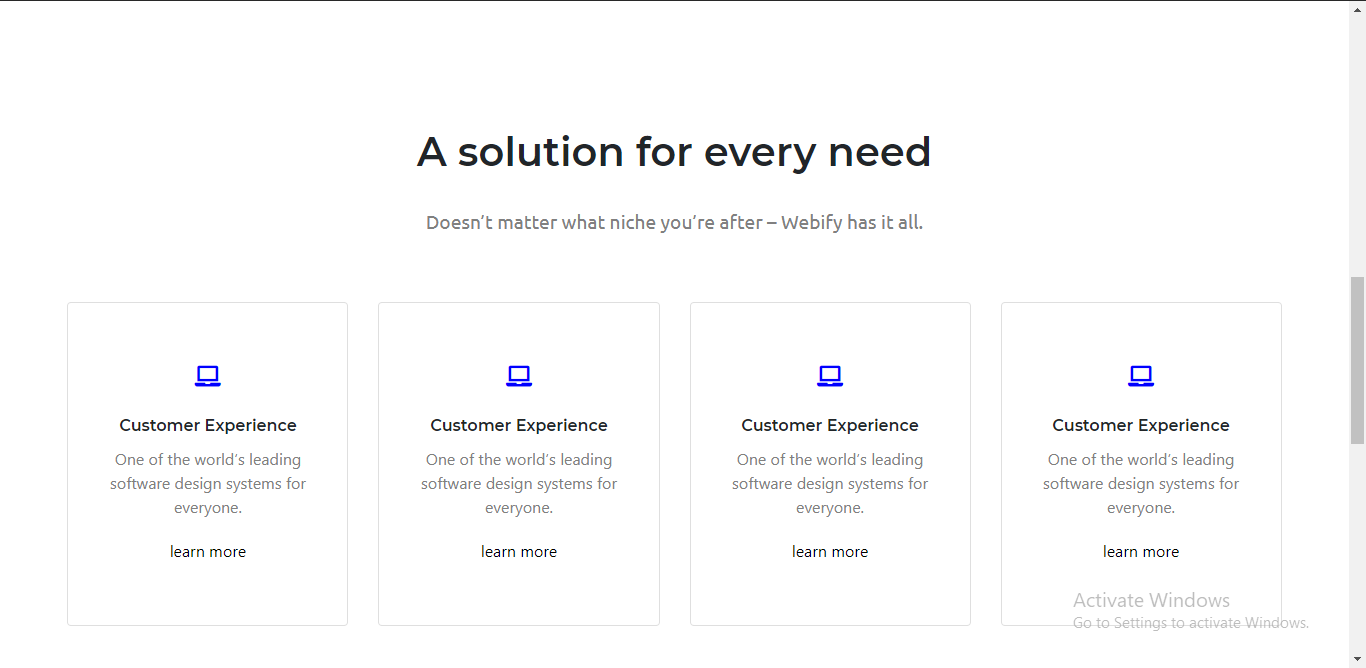 A solution for every need
Doesn’t matter what niche you’re after – Webify has it all.
Customer Experience
One of the world’s leading
software design systems for
everyone.
learn more
Customer Experience
One of the world’s leading
software design systems for
everyone.
learn more
Customer Experience
One of the world’s leading
software design systems for
everyone.
learn more
Customer Experience
One of the world’s leading
software design systems for
everyone.
learn more
Activate Windows
Go to Settings to activate Windows.